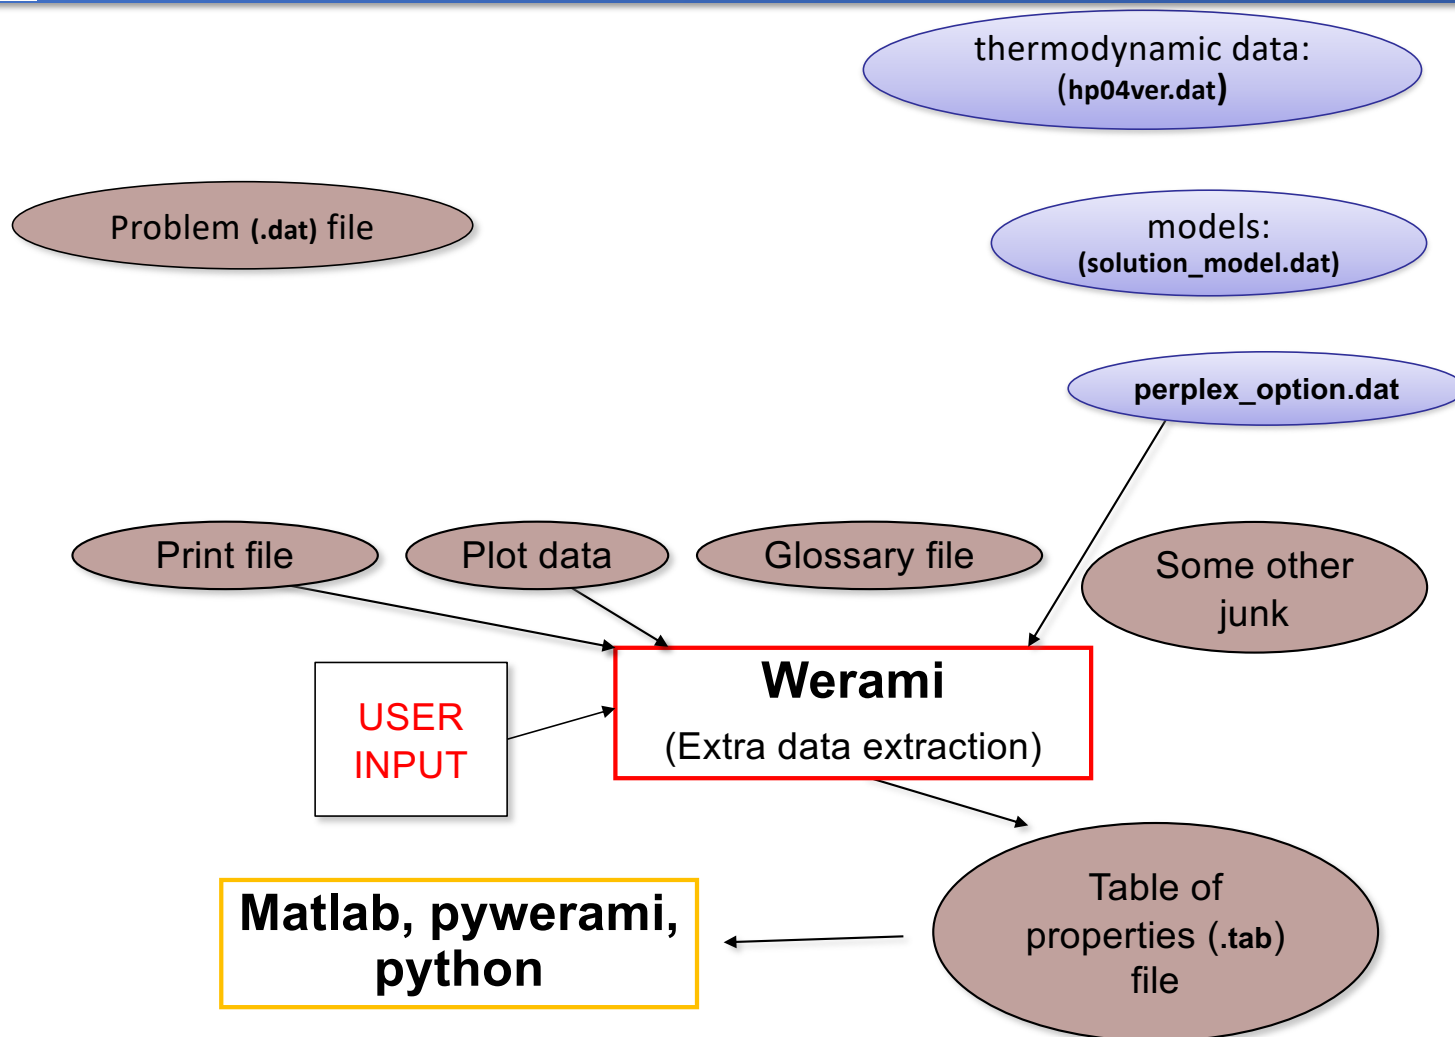 thermodynamic data:
(hp04ver.dat)
Problem (.dat) file
models:
(solution_model.dat)
perplex_option.dat
Print file
Plot data
Glossary file
Some other
junk
Werami
(Extra data extraction)
USER
INPUT
Matlab, pywerami,
python
Table of
properties (.tab)
file